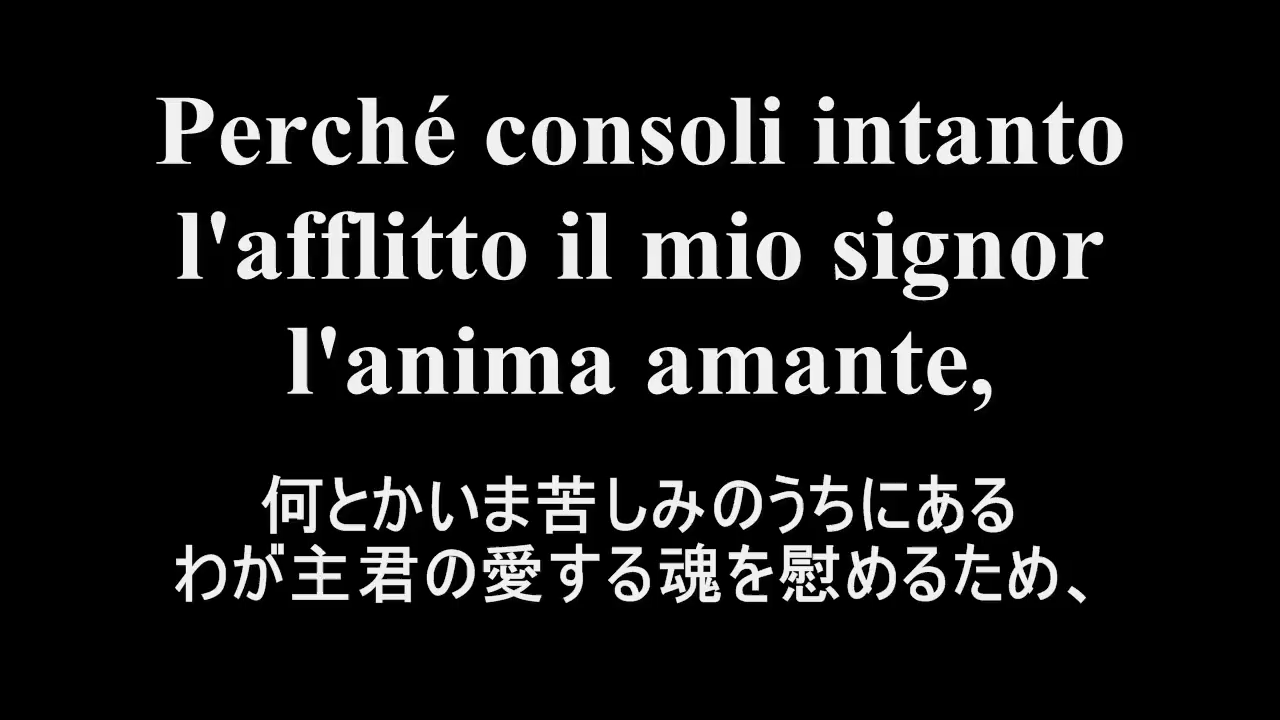 Perché consoli intanto
l'afflitto il mio signor
l'anima amante,
何とかいま苦しみのうちにある
わが主君の愛する魂を慰めるため、